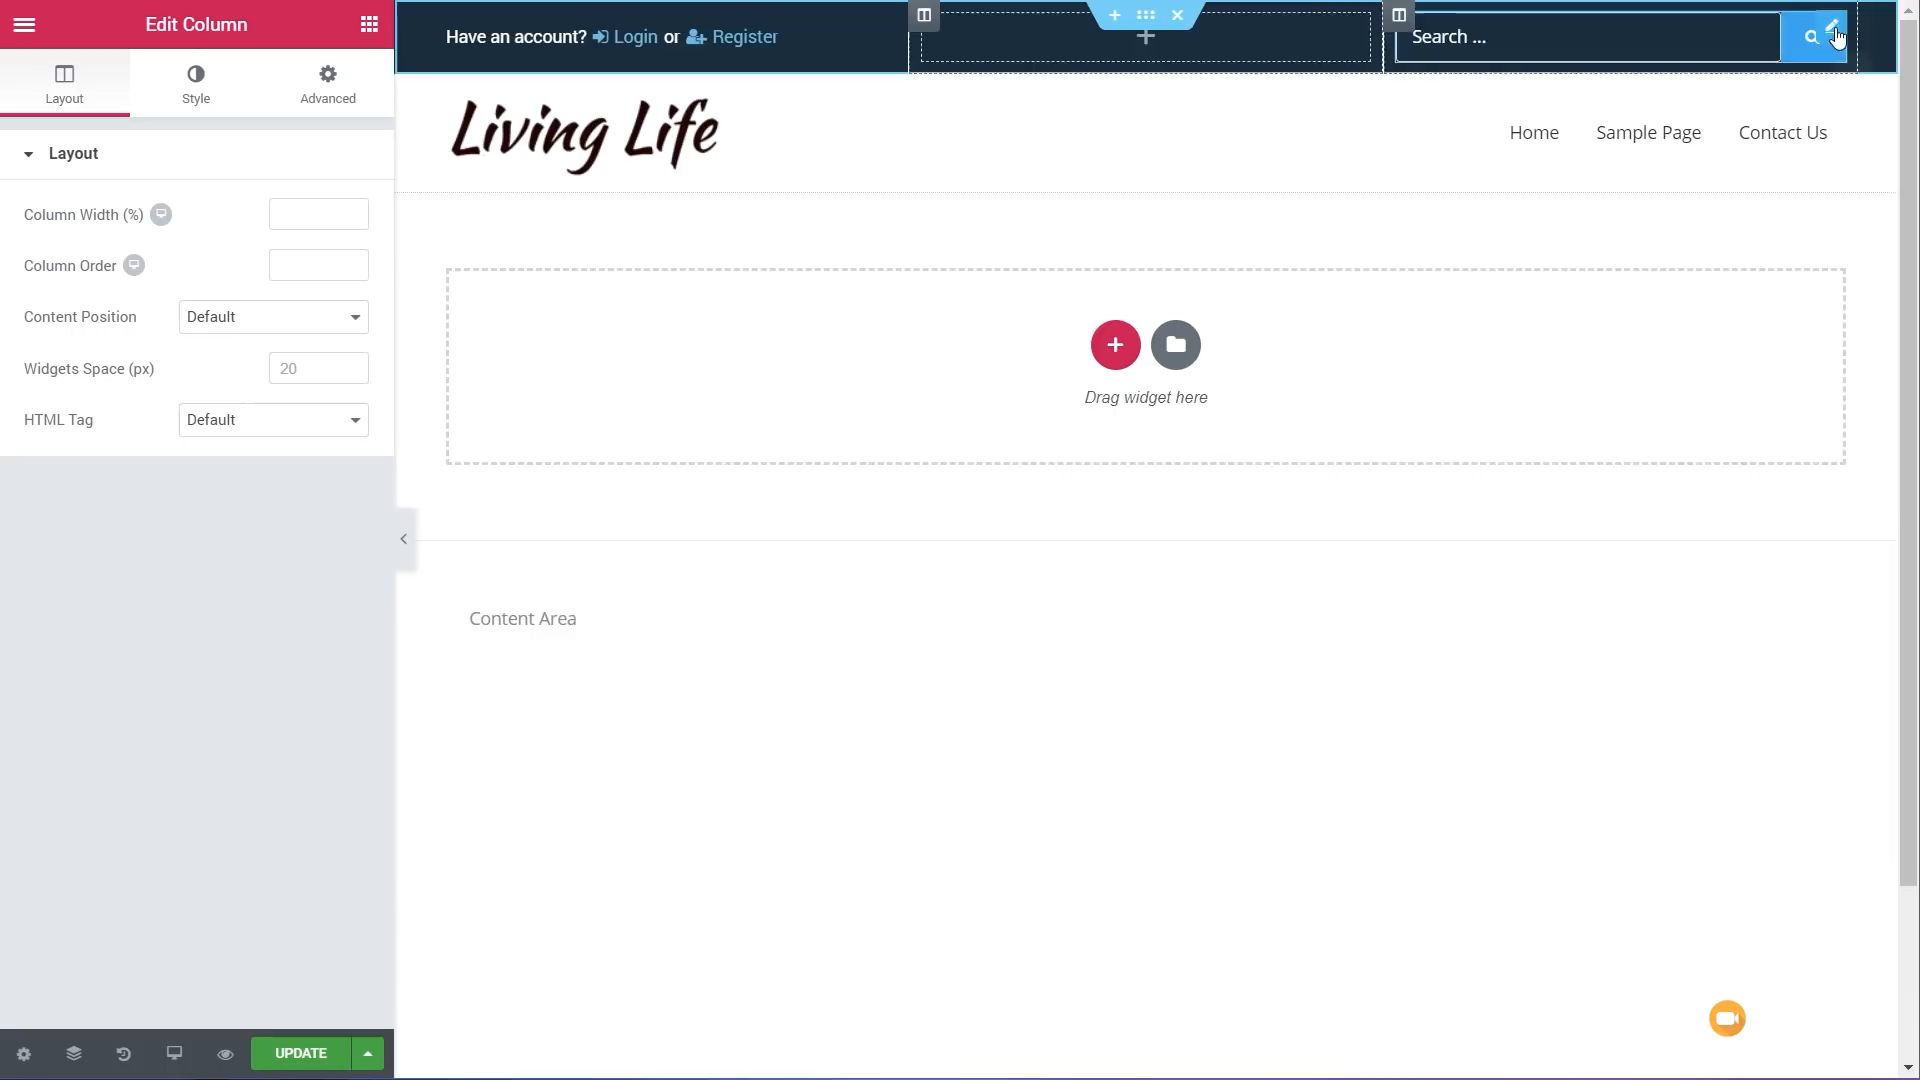 Edit Column
Layout
Style
Advanced
Layout
Column Width (%)
Column Order
Content Position
Default
Widgets Space (px)
20
HTML Tag
Default
UPDATE
Have an account? Login or Register
Search ...
Living Life
Home
Sample Page
Contact Us
Drag widget here
Content Area